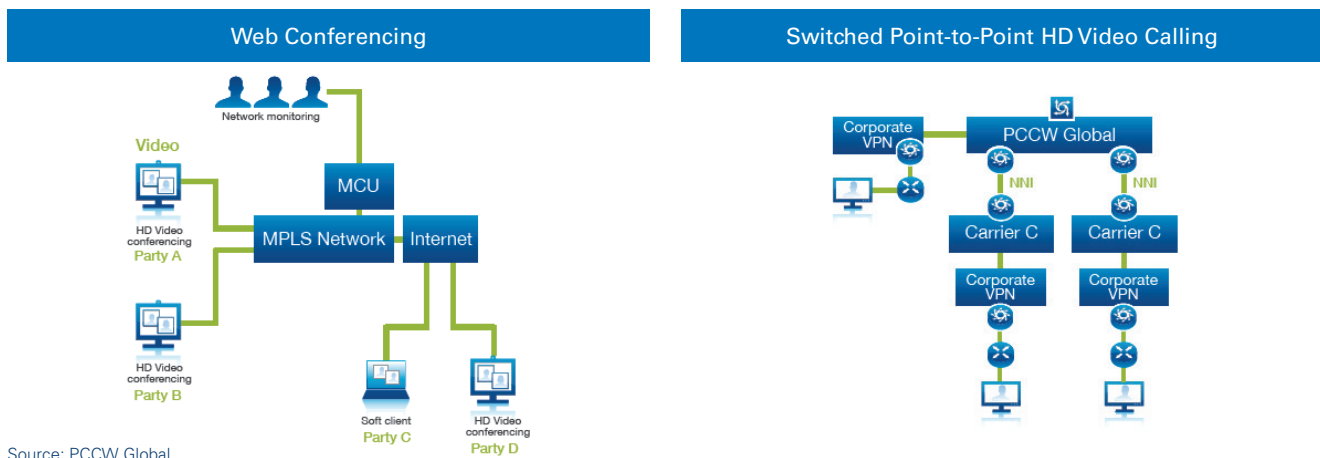 Web Conferencing
Network monitoring
Video
MCU
HD Video
conferencing
Party A
MPLS Network
Internet
HD Video
conferencing
Party B
Soft client
Party C
HD Video
conferencing
Party D
Source: PCCW Global
Switched Point-to-Point HD Video Calling
Corporate
VPN
PCCW Global
NNI
NNI
Carrier C
Carrier C
Corporate
VPN
Corporate
VPN